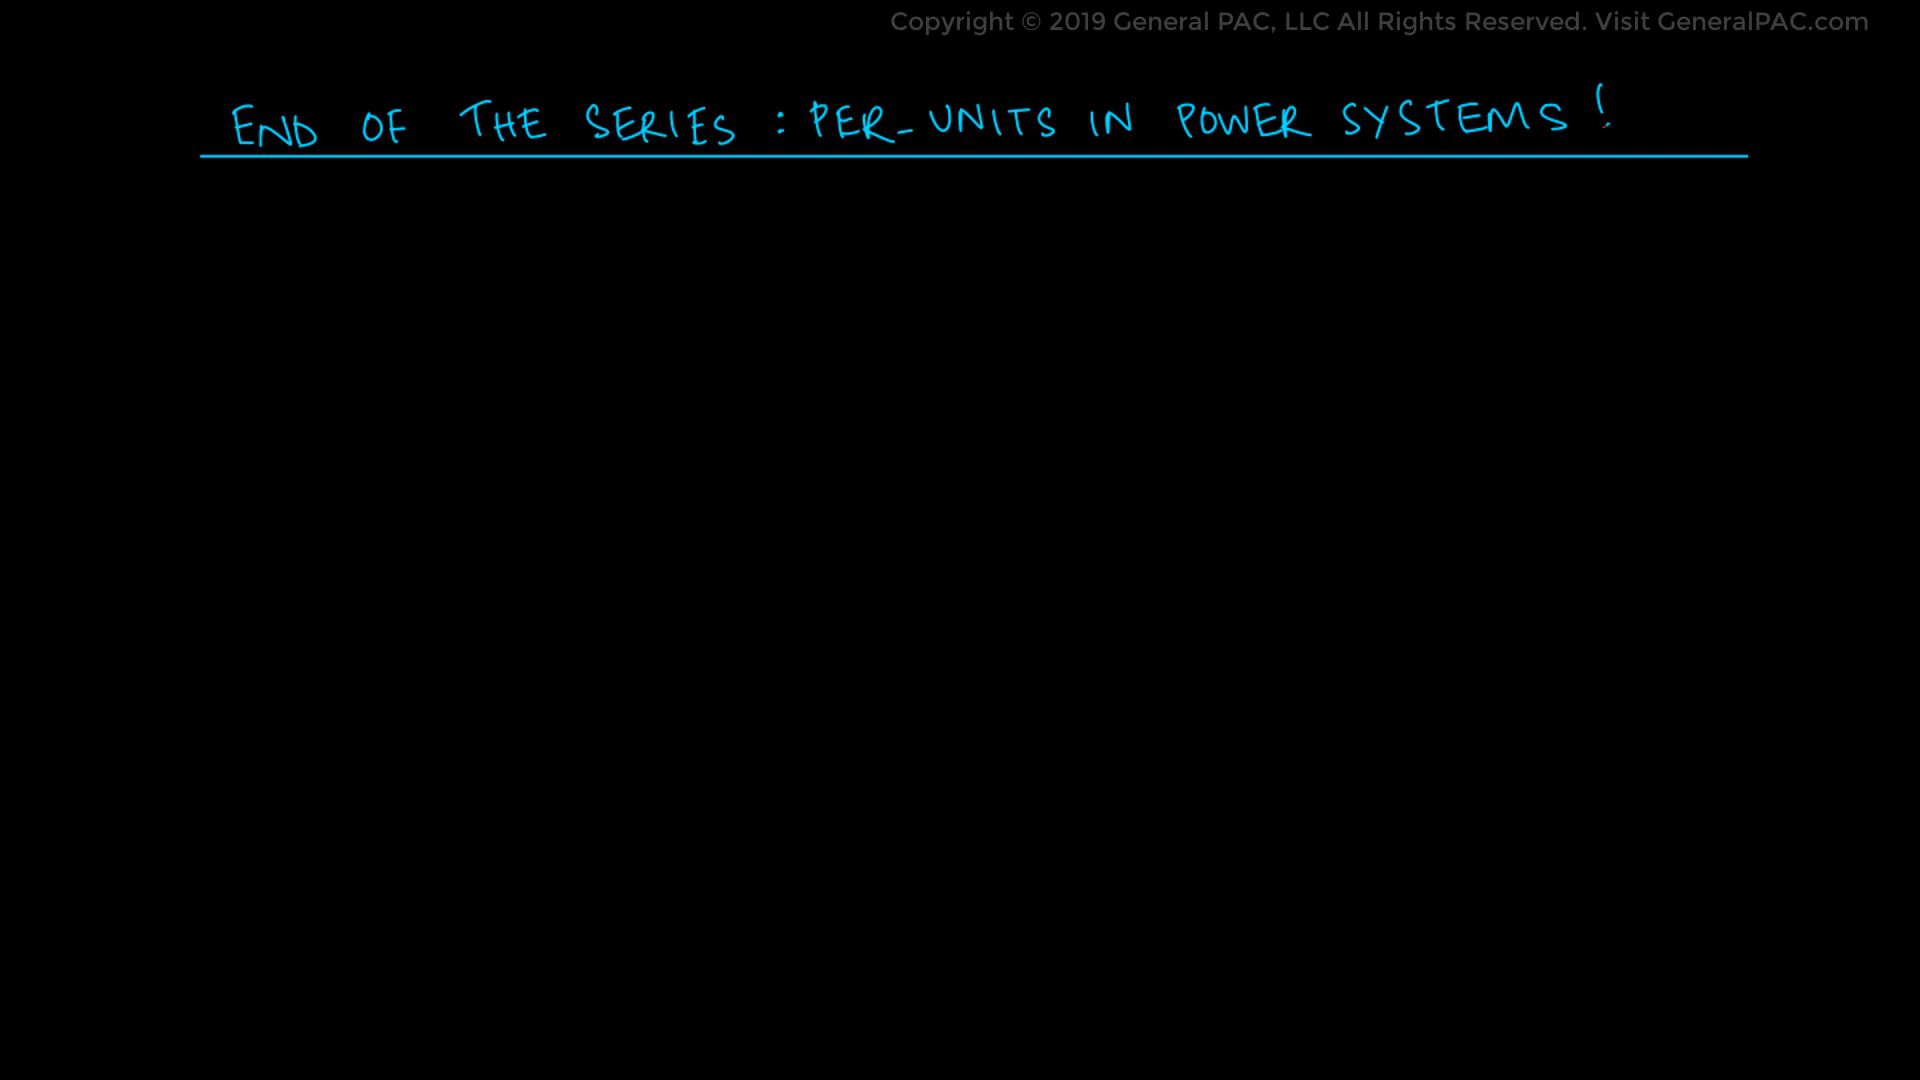 Copyright © 2019 General PAC, LLC All Rights Reserved. Visit GeneralPAC.com
END OF THE SERIES : PER-UNITS IN POWER SYSTEMS !